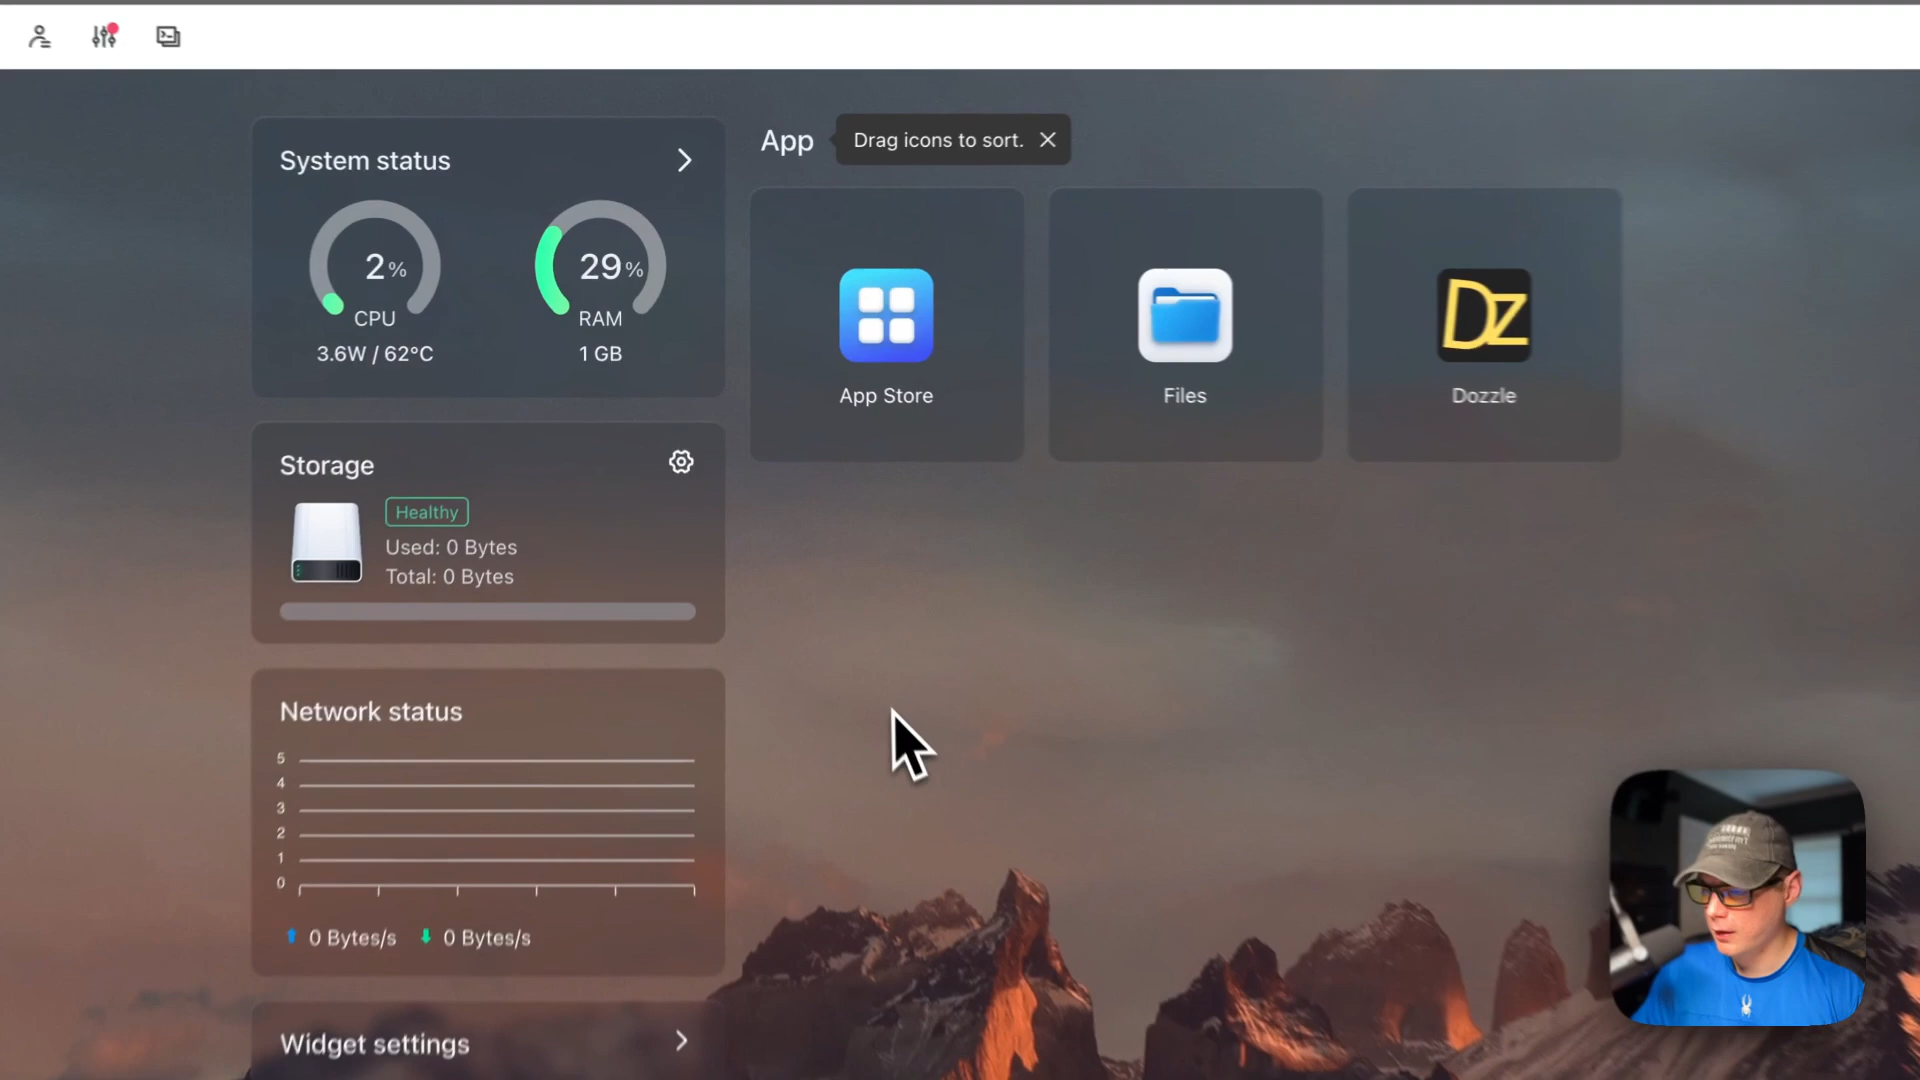 System status
App
Drag icons to sort.
2%
CPU
3.6W / 62°C
29%
RAM
1 GB
DZ
App Store
Files
Dozzle
Storage
Healthy
Used: 0 Bytes
Total: 0 Bytes
Network status
5
4
3
2
1
0
0 Bytes/s
0 Bytes/s
Widget settings